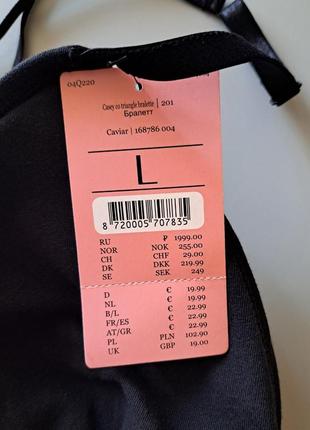 04Q220
Casey co triangle bralette | 201
Бралетт
Caviar | 168786 004
L
8 720005 707835
RU ₽ 1999.00
NOR NOK 255.00
CH CHF 29.00
DK DKK 219.99
SE SEK 249
D € 19.99
NL € 19.99
B/L € 22.99
FR/ES € 22.99
AT/GR € 22.99
PL PLN 102.90
UK GBP 19.00